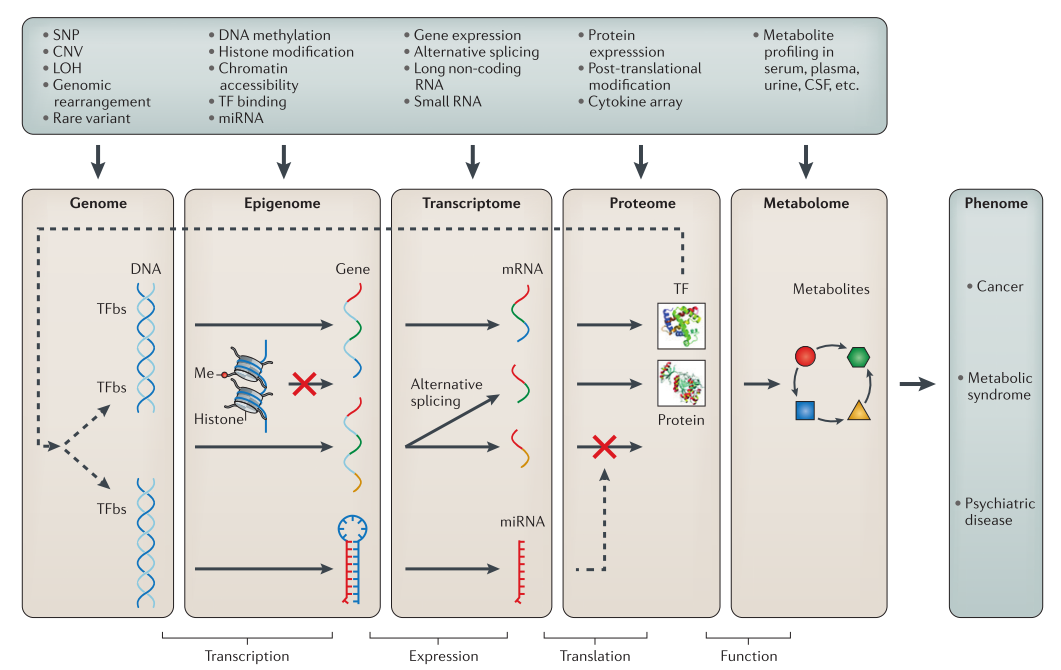 • SNP
• CNV
• LOH
• Genomic
rearrangement
• Rare variant
• DNA methylation
• Histone modification
• Chromatin
accessibility
• TF binding
• miRNA
• Gene expression
• Alternative splicing
• Long non-coding
RNA
• Small RNA
• Protein
expresssion
• Post-translational
modification
• Cytokine array
• Metabolite
profiling in
serum, plasma,
urine, CSF, etc.
Genome
Epigenome
Transcriptome
Proteome
Metabolome
Phenome
DNA
TFbs
TFbs
TFbs
Gene
Me
Histone
mRNA
Alternative
splicing
miRNA
TF
Protein
Metabolites
• Cancer
• Metabolic
syndrome
• Psychiatric
disease
Transcription
Expression
Translation
Function